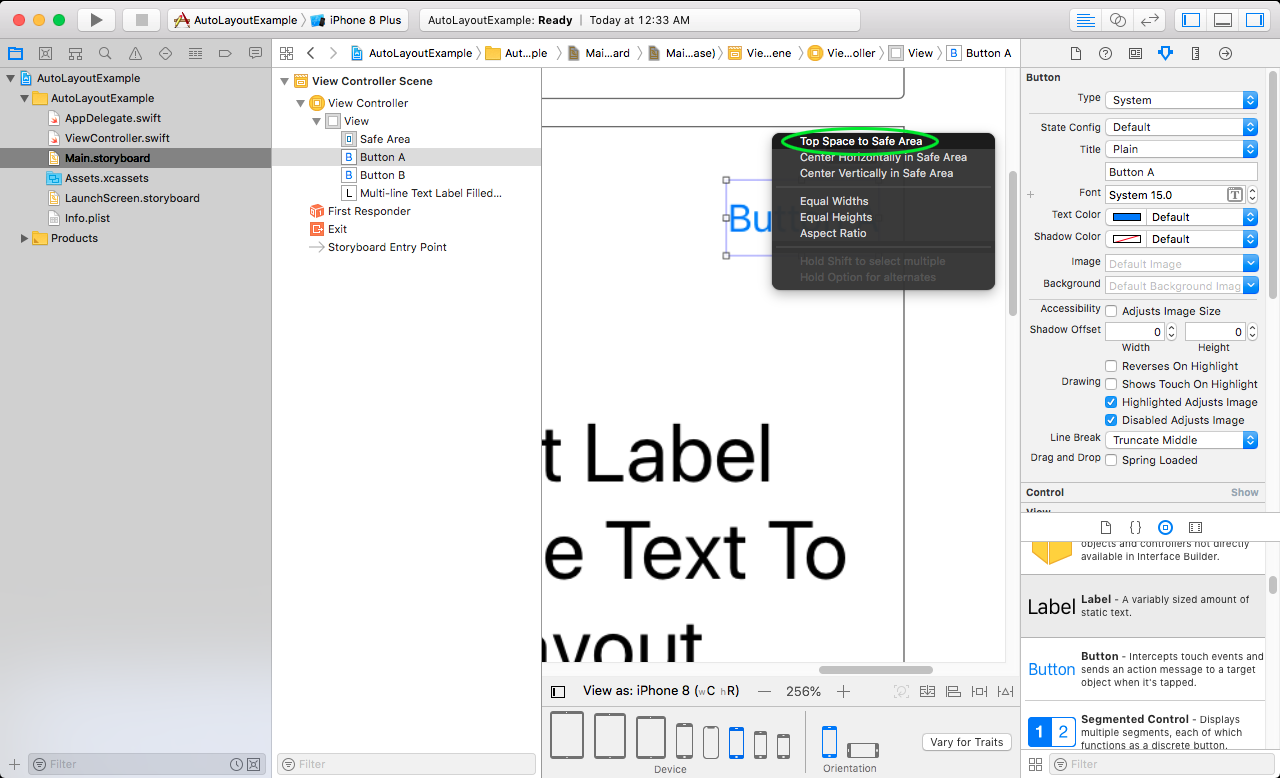 AutoLayoutExample
iPhone 8 Plus
AutoLayoutExample: Ready | Today at 12:33 AM
AutoLayoutExample
Aut...ple
Mai...ard
Mai...ase)
Vie...ene
Vie...oller
View
B Button A
AutoLayoutExample
AutoLayoutExample
AppDelegate.swift
ViewController.swift
Main.storyboard
Assets.xcassets
LaunchScreen.storyboard
Info.plist
Products
Filter
View Controller Scene
View Controller
View
Safe Area
B Button A
B Button B
L Multi-line Text Label Filled...
First Responder
Exit
Storyboard Entry Point
Filter
Top Space to Safe Area
Center Horizontally in Safe Area
Center Vertically in Safe Area
Equal Widths
Equal Heights
Aspect Ratio
Hold Shift to select multiple
Hold Option for alternates
t Label
e Text To
View as: iPhone 8 (wC hR)
256%
Device
Orientation
Vary for Traits
Button
Type System
State Config Default
Title Plain
Button A
Font System 15.0 T
Text Color Default
Shadow Color Default
Image Default Image
Background Default Background Imag
Accessibility Adjusts Image Size
Shadow Offset 0 0
Width Height
Reverses On Highlight
Drawing Shows Touch On Highlight
Highlighted Adjusts Image
Disabled Adjusts Image
Line Break Truncate Middle
Drag and Drop Spring Loaded
Control Show
View
{}
objects and controllers not directly
available in Interface Builder.
Label
Label - A variably sized amount of
static text.
Button
Button - Intercepts touch events and
sends an action message to a target
object when it's tapped.
1 2
Segmented Control - Displays
multiple segments, each of which
functions as a discrete button.
Filter